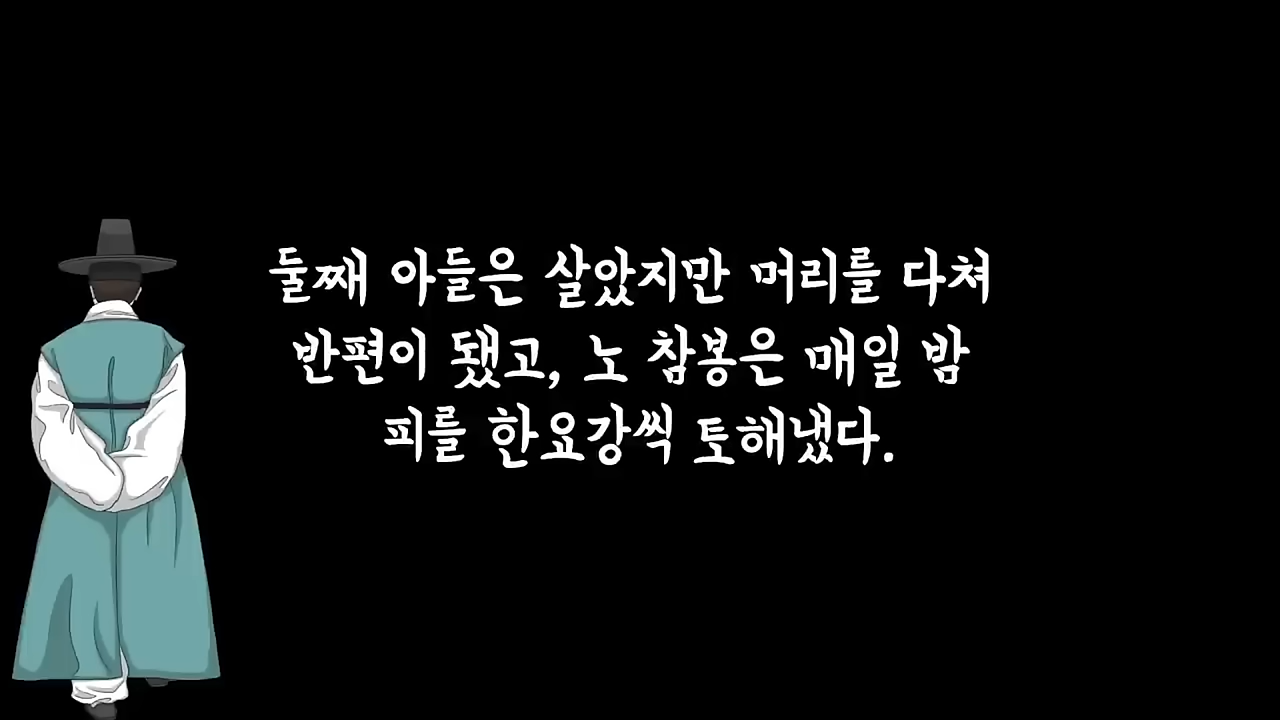 둘째 아들은 살았지만 머리를 다쳐
반편이 됐고, 노 참봉은 매일 밤
피를 한요강씩 토해냈다.